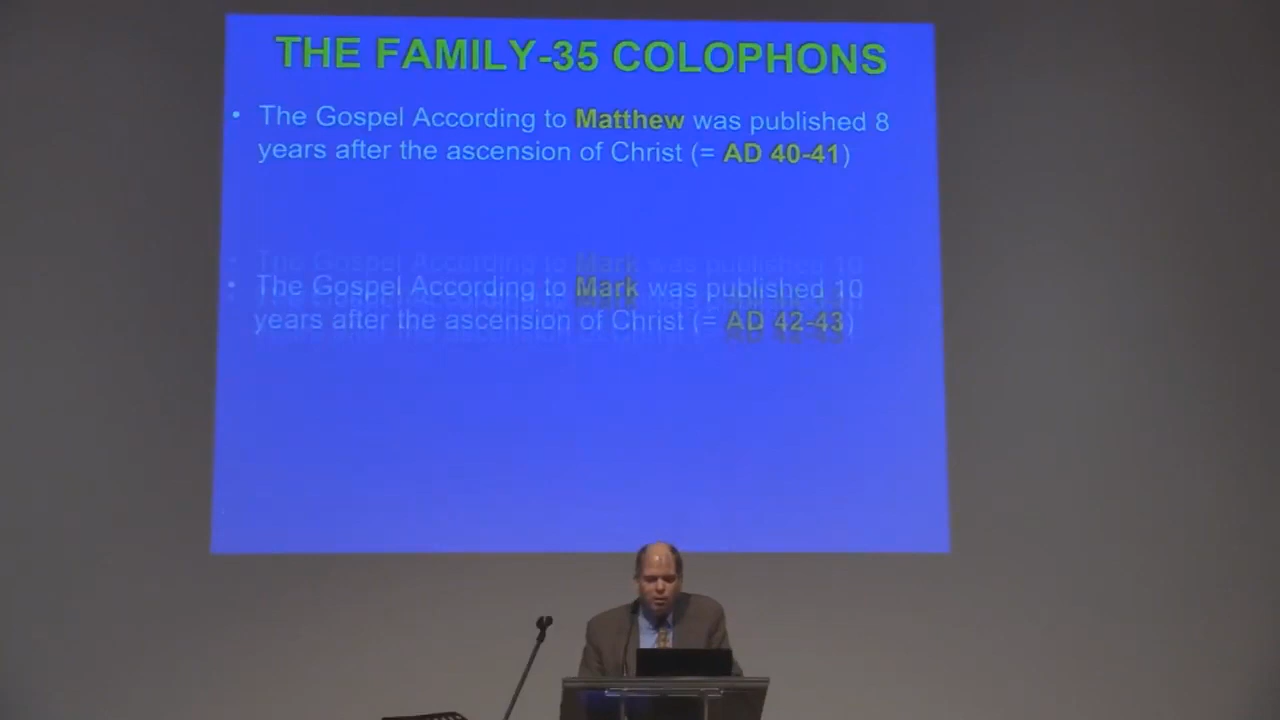 THE FAMILY-35 COLOPHONS
• The Gospel According to Matthew was published 8
years after the ascension of Christ (= AD 40-41)
• The Gospel According to Mark was published 10
years after the ascension of Christ (= AD 42-43)